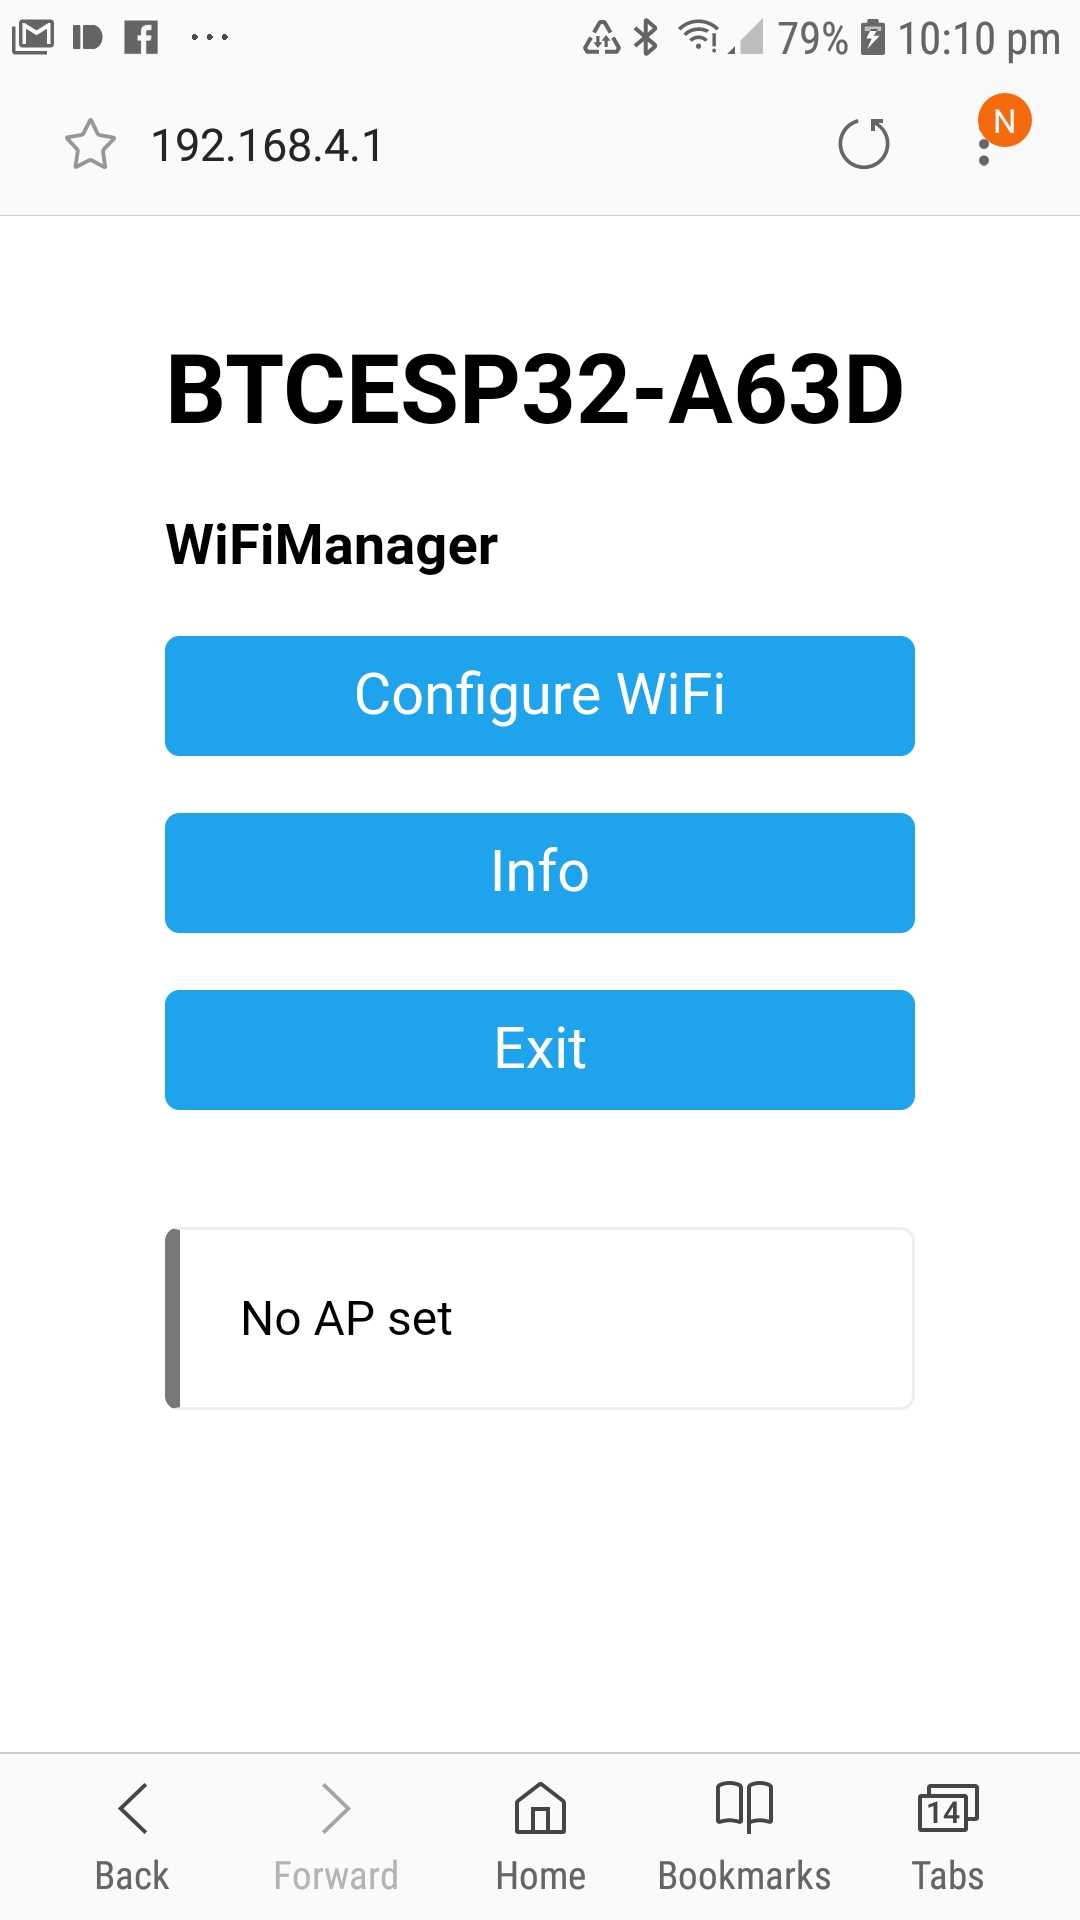 79% 10:10 pm
192.168.4.1
N
BTCESP32-A63D
WiFiManager
Configure WiFi
Info
Exit
No AP set
14
Back Forward Home Bookmarks Tabs